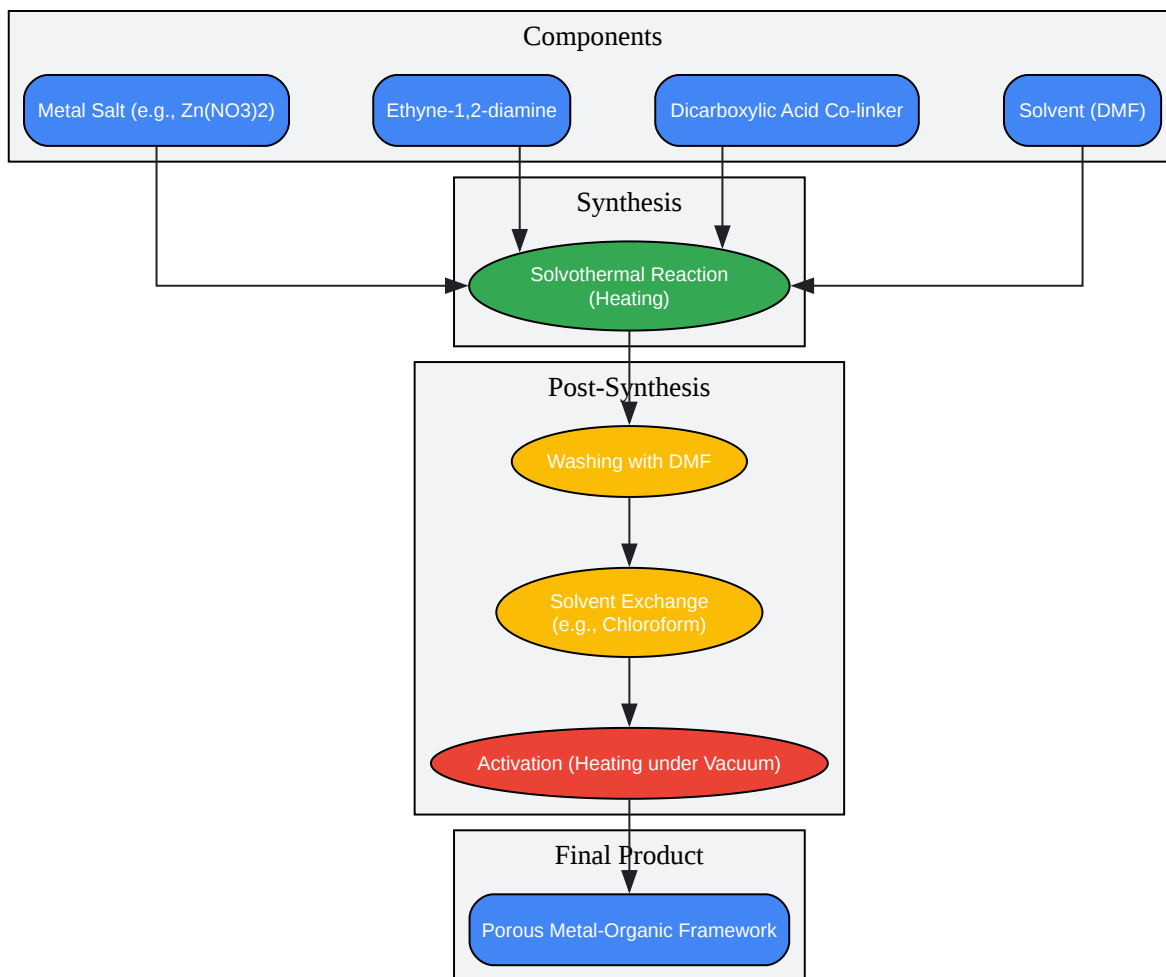 Components
Metal Salt (e.g., Zn(NO3)2)
Ethyne-1,2-diamine
Dicarboxylic Acid Co-linker
Solvent (DMF)
Synthesis
Solvothermal Reaction
(Heating)
Post-Synthesis
Washing with DMF
Solvent Exchange
(e.g., Chloroform)
Activation (Heating under Vacuum)
Final Product
Porous Metal-Organic Framework